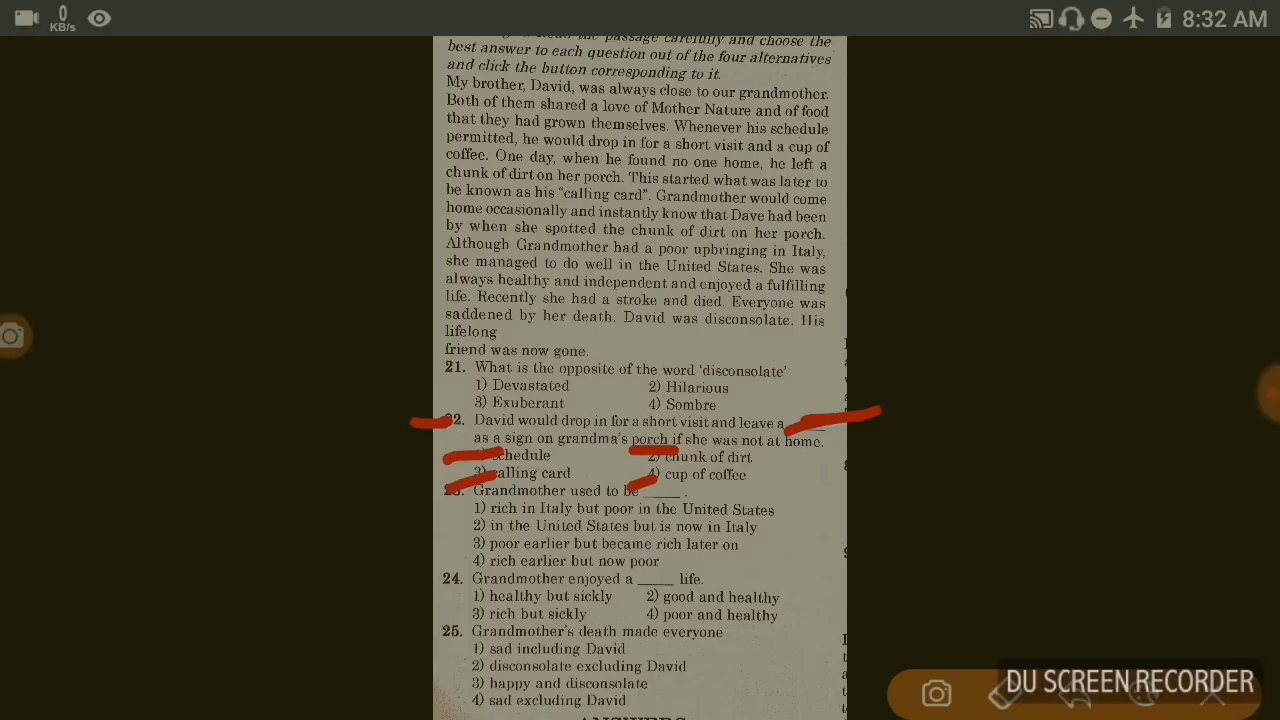 0
KB/s
8:32 AM
the passage carefully and choose the
best answer to each question out of the four alternatives
and click the button corresponding to it.
My brother, David, was always close to our grandmother.
Both of them shared a love of Mother Nature and of food
that they had grown themselves. Whenever his schedule
permitted, he would drop in for a short visit and a cup of
coffee. One day, when he found no one home, he left a
chunk of dirt on her porch. This started what was later to
be known as his “calling card”. Grandmother would come
home occasionally and instantly know that Dave had been
by when she spotted the chunk of dirt on her porch.
Although Grandmother had a poor upbringing in Italy,
she managed to do well in the United States. She was
always healthy and independent and enjoyed a fulfilling
life. Recently she had a stroke and died. Everyone was
saddened by her death. David was disconsolate. His
lifelong
friend was now gone.
21. What is the opposite of the word ‘disconsolate’
1) Devastated 2) Hilarious
3) Exuberant 4) Sombre
22. David would drop in for a short visit and leave a ____
as a sign on grandma’s porch if she was not at home.
1) schedule 2) chunk of dirt
3) calling card 4) cup of coffee
23. Grandmother used to be ____ .
1) rich in Italy but poor in the United States
2) in the United States but is now in Italy
3) poor earlier but became rich later on
4) rich earlier but now poor
24. Grandmother enjoyed a ____ life.
1) healthy but sickly 2) good and healthy
3) rich but sickly 4) poor and healthy
25. Grandmother’s death made everyone
1) sad including David
2) disconsolate excluding David
3) happy and disconsolate
4) sad excluding David
ANSWERS
DU SCREEN RECORDER